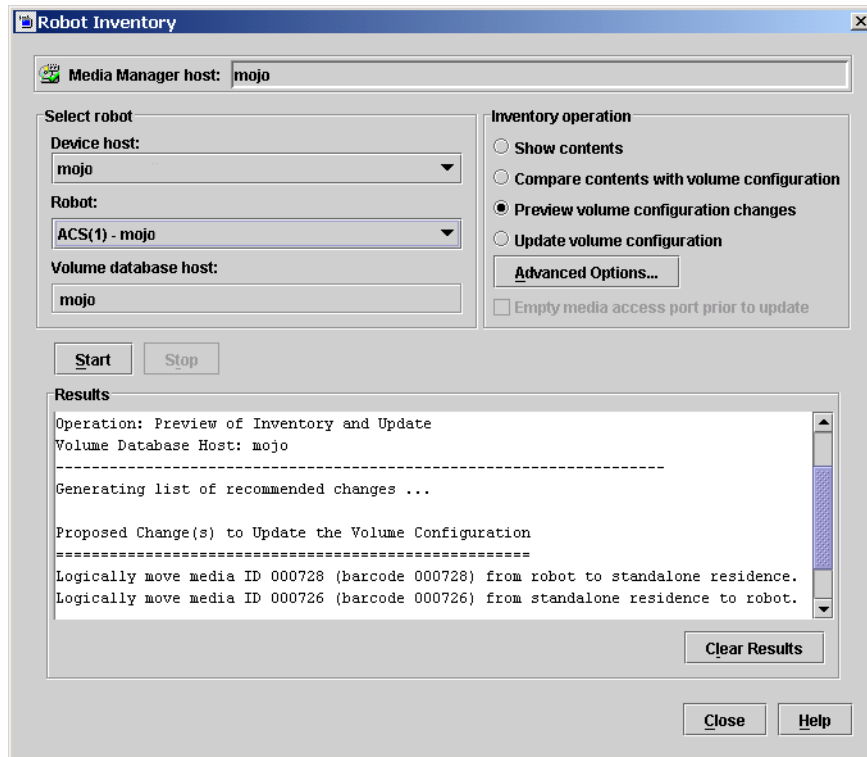 Robot Inventory
Media Manager host: mojo
Select robot
Device host:
mojo
Robot:
ACS(1) - mojo
Volume database host:
mojo
Inventory operation
Show contents
Compare contents with volume configuration
Preview volume configuration changes
Update volume configuration
Advanced Options...
Empty media access port prior to update
Start
Stop
Results
Operation: Preview of Inventory and Update
Volume Database Host: mojo
--------------------------------------------------------------------
Generating list of recommended changes ...
Proposed Change(s) to Update the Volume Configuration
=====================================================
Logically move media ID 000728 (barcode 000728) from robot to standalone residence.
Logically move media ID 000726 (barcode 000726) from standalone residence to robot.
Clear Results
Close
Help